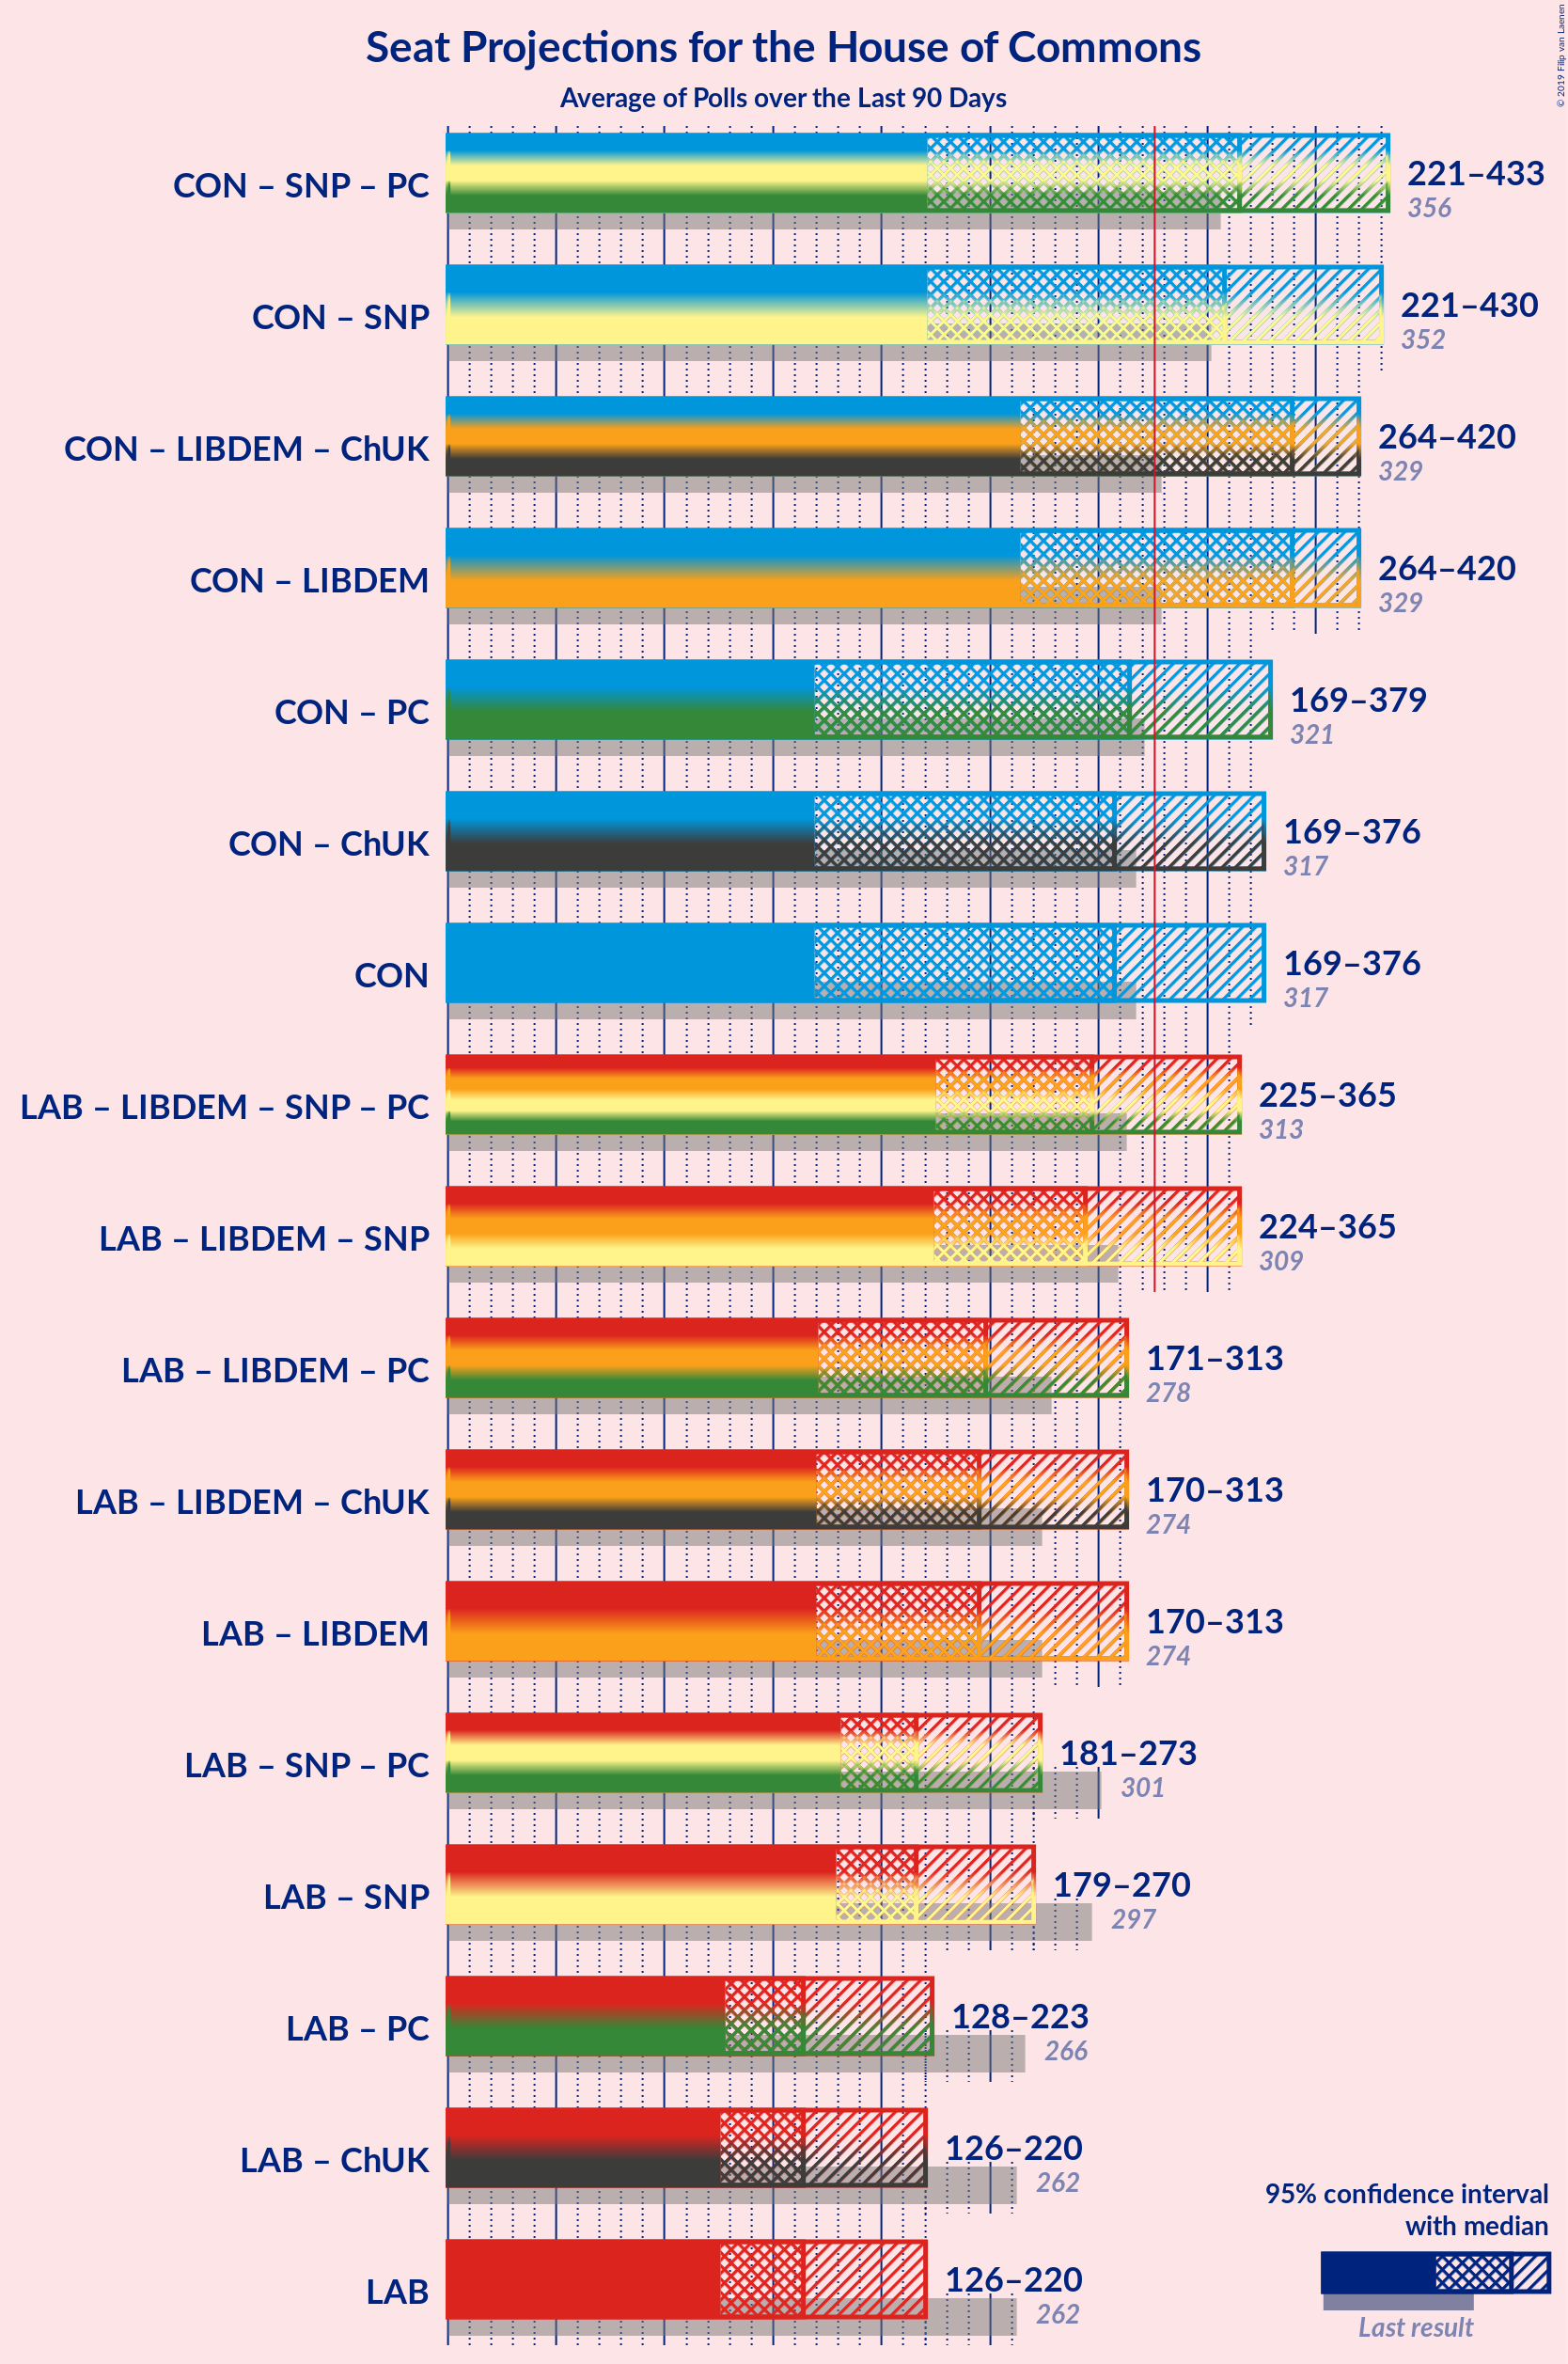 Seat Projections for the House of Commons
Average of Polls over the Last 90 Days
© 2019 Filip van Laenen
CON – SNP – PC
221–433
356
CON – SNP
221–430
352
CON – LIBDEM – ChUK
264–420
329
CON – LIBDEM
264–420
329
CON – PC
169–379
321
CON – ChUK
169–376
317
CON
169–376
317
LAB – LIBDEM – SNP – PC
225–365
313
LAB – LIBDEM – SNP
224–365
309
LAB – LIBDEM – PC
171–313
278
LAB – LIBDEM – ChUK
170–313
274
LAB – LIBDEM
170–313
274
LAB – SNP – PC
181–273
301
LAB – SNP
179–270
297
LAB – PC
128–223
266
LAB – ChUK
126–220
262
LAB
126–220
262
95% confidence interval
with median
Last result